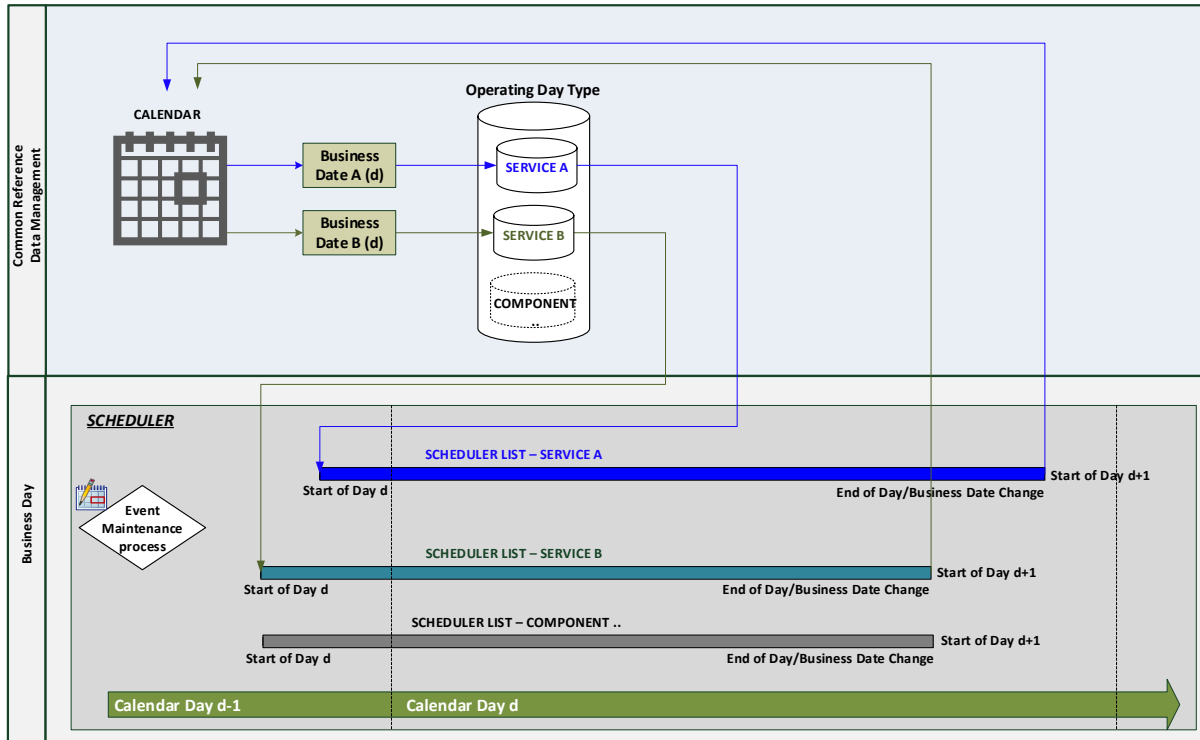 Common Reference
Data Management
CALENDAR
Operating Day Type
Business
Date A (d)
SERVICE A
Business
Date B (d)
SERVICE B
COMPONENT
..
Business Day
SCHEDULER
SCHEDULER LIST – SERVICE A
Start of Day d
End of Day/Business Date Change
Start of Day d+1
Event
Maintenance
process
SCHEDULER LIST – SERVICE B
Start of Day d
End of Day/Business Date Change
Start of Day d+1
SCHEDULER LIST – COMPONENT ..
Start of Day d
End of Day/Business Date Change
Start of Day d+1
Calendar Day d-1
Calendar Day d